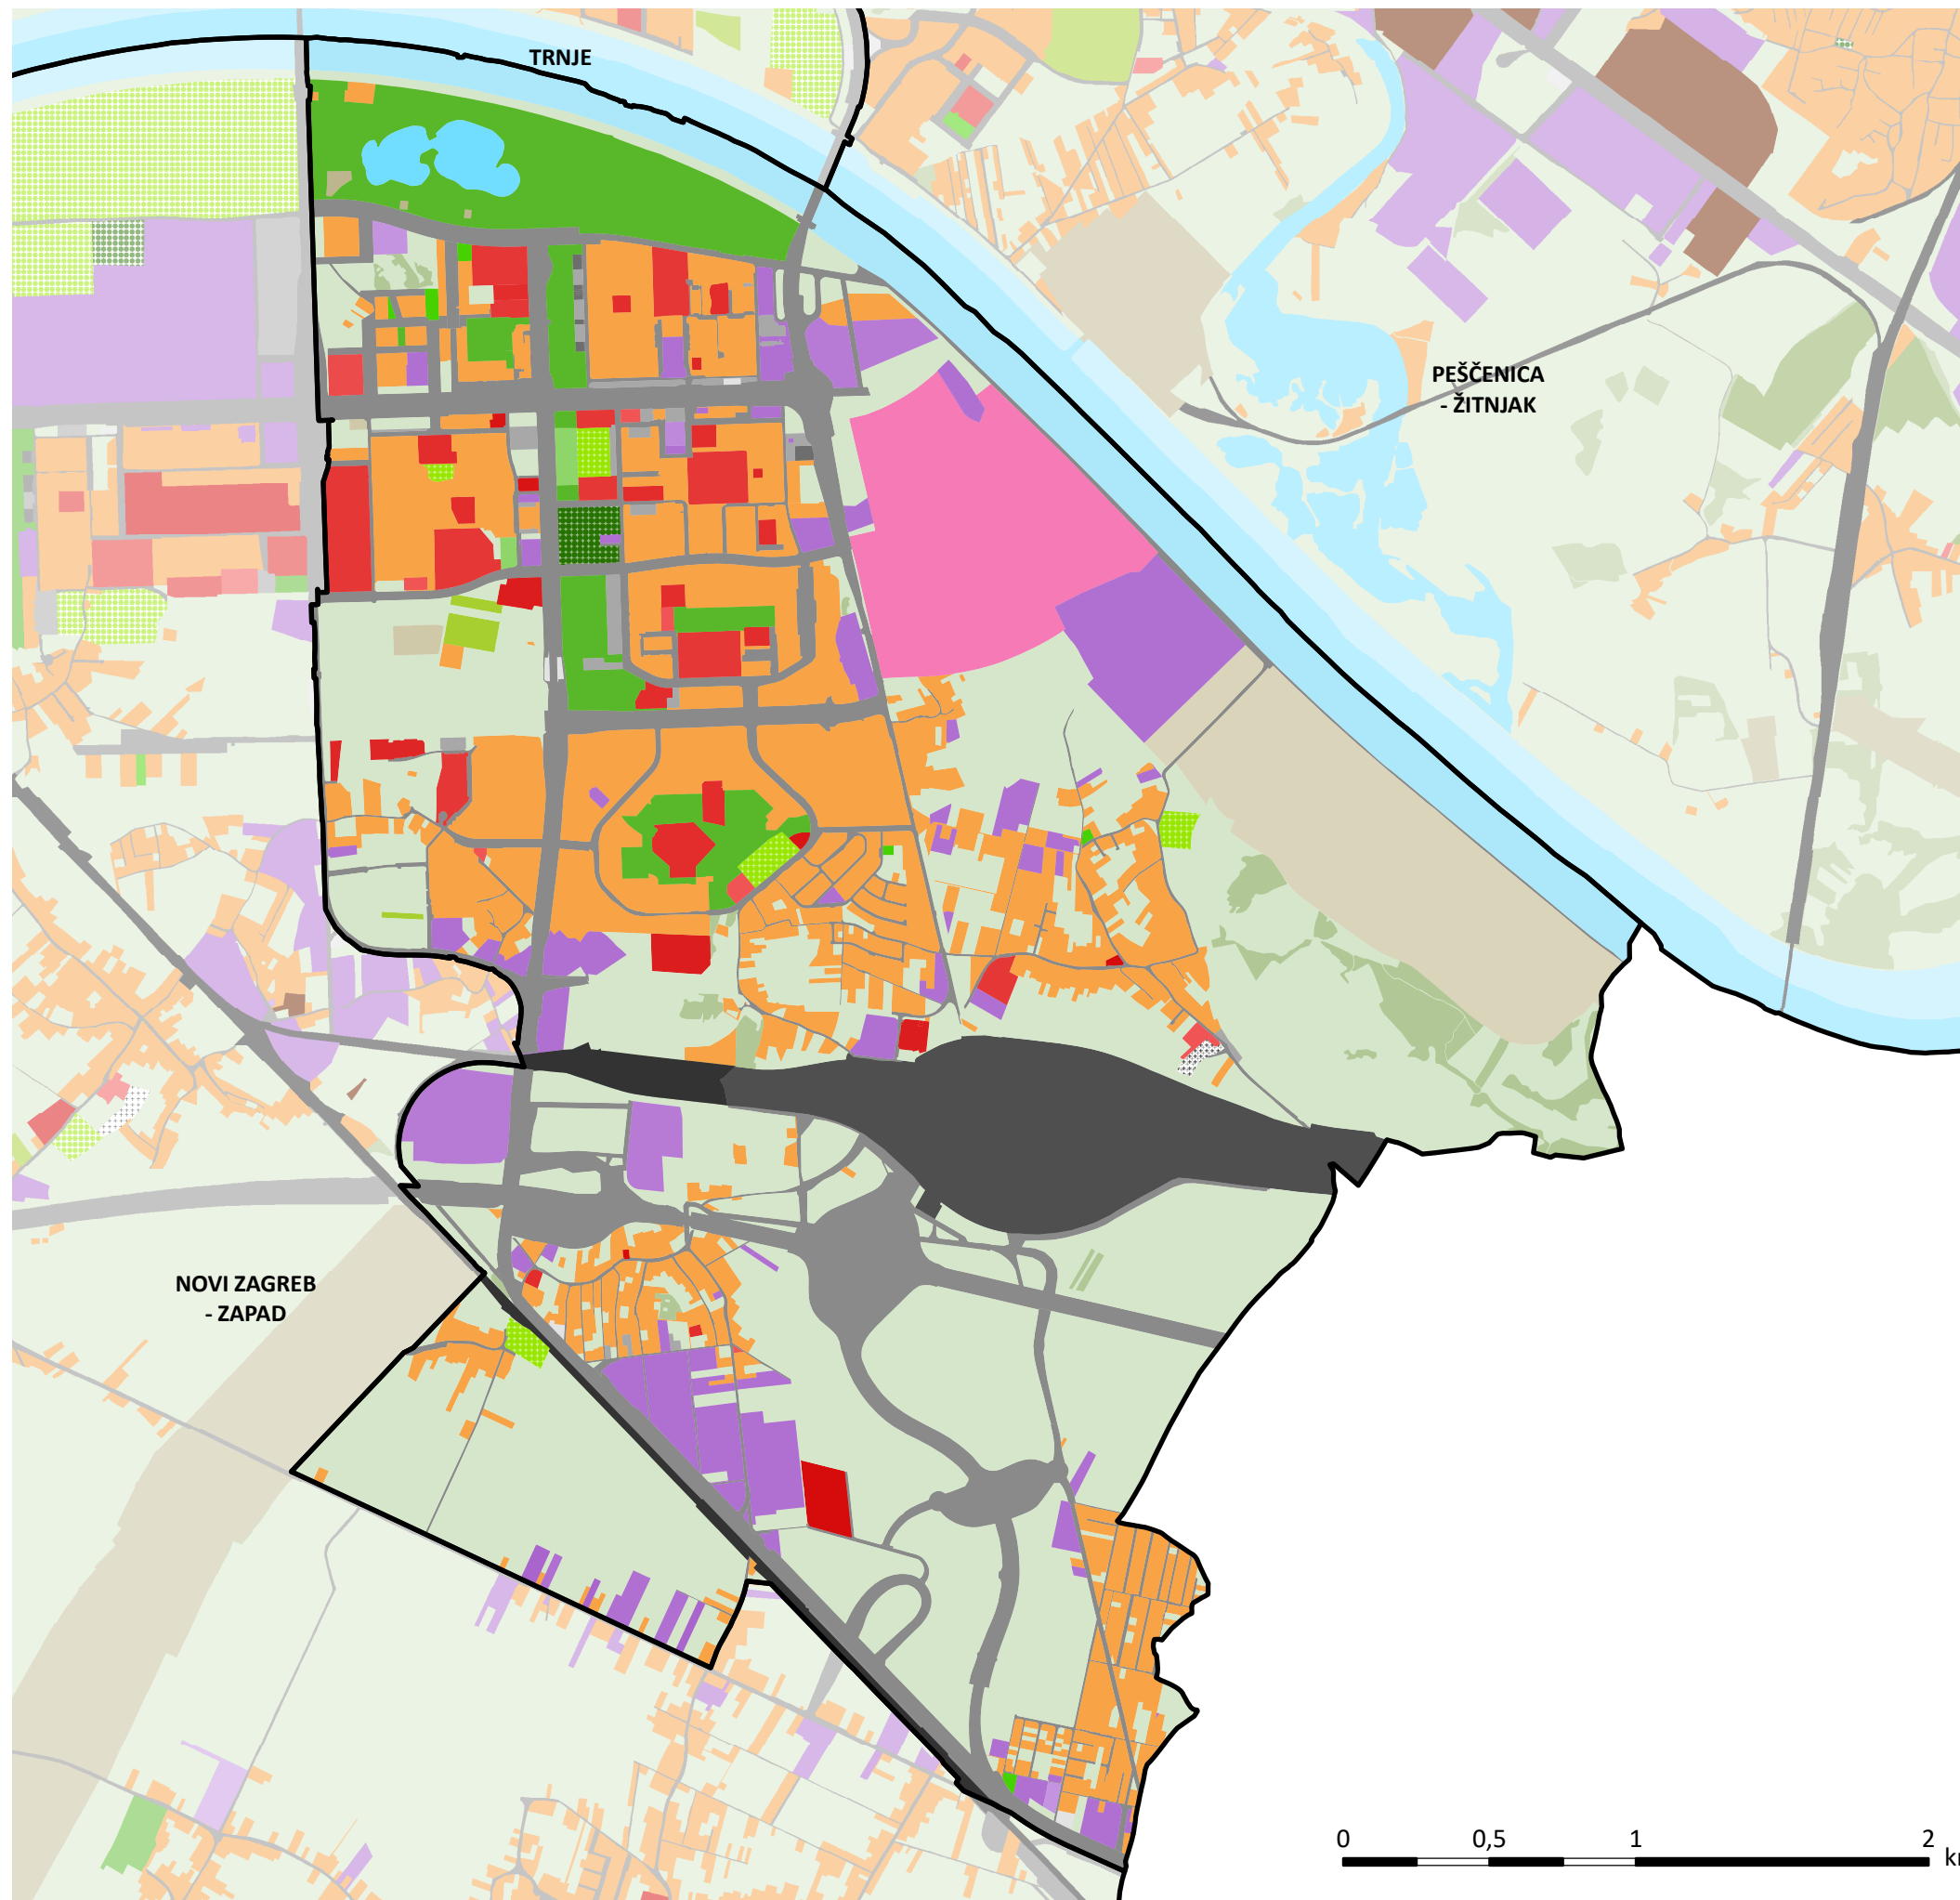 TRNJE
PEŠČENICA
- ŽITNJAK
NOVI ZAGREB
- ZAPAD
0 0,5 1 2